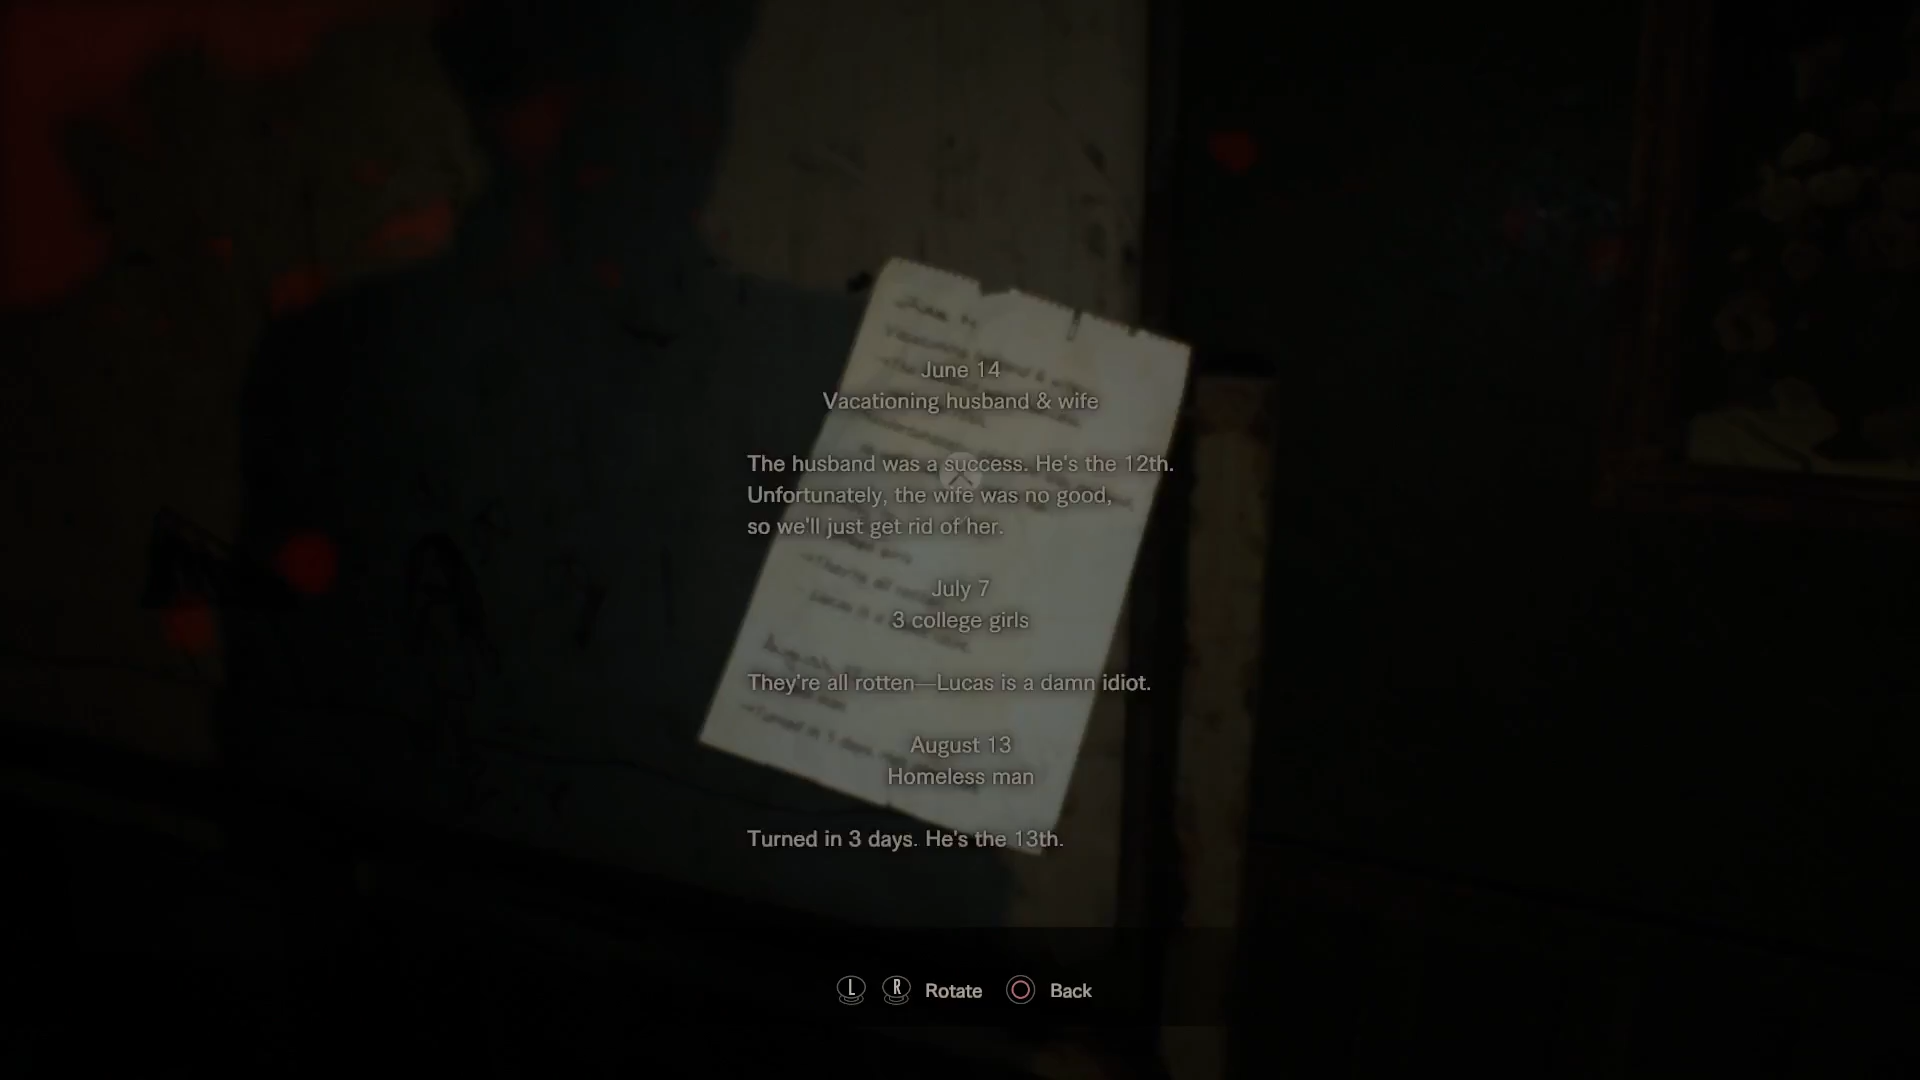 June 14
Vacationing husband & wife
The husband was a success. He's the 12th.
Unfortunately, the wife was no good,
so we'll just get rid of her.
July 7
3 college girls
They're all rotten—Lucas is a damn idiot.
August 13
Homeless man
Turned in 3 days. He's the 13th.
L R Rotate Back